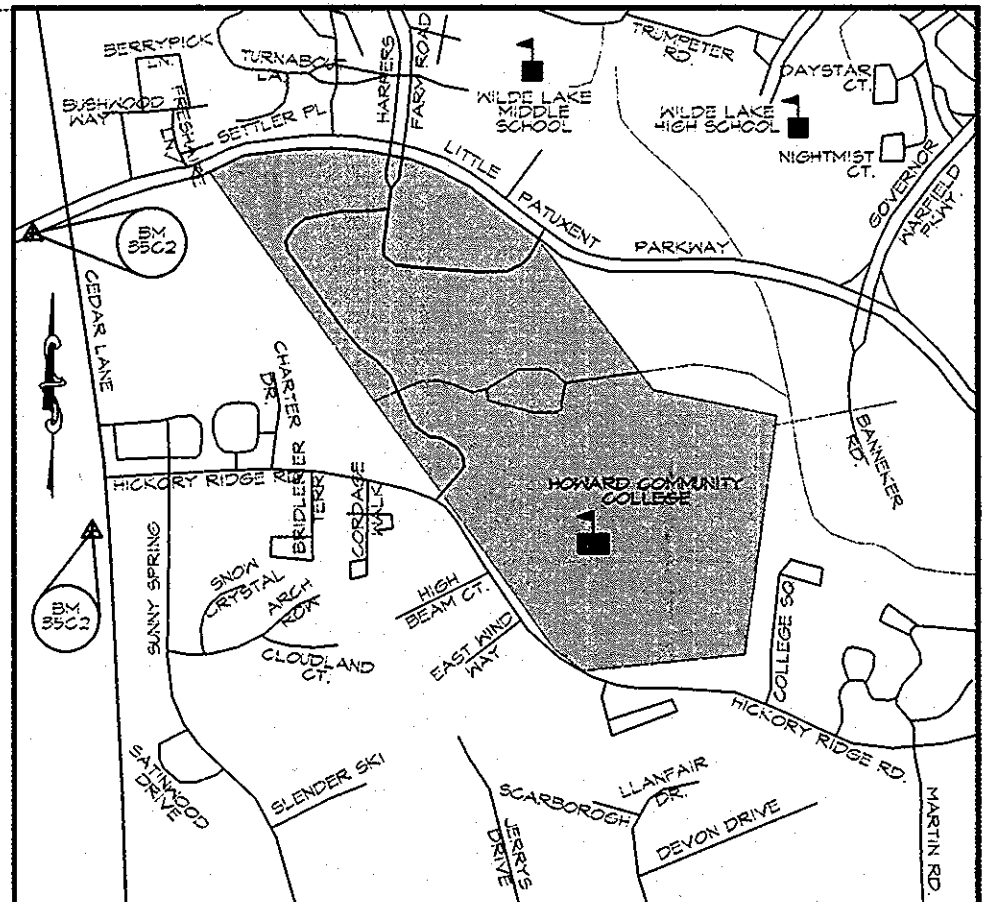 BERRYPICK
LN.
BUSHWOOD
WAY
TURNABOUT
LA.
SETTLER PL
HARPERS
FARM ROAD
WILDE LAKE
MIDDLE
SCHOOL
TRUMPETER
RD.
WILDE LAKE
HIGH SCHOOL
DAYSTAR
CT.
NIGHTMIST
CT.
GOVERNOR
WARFIELD
PKWY.
LITTLE
PATUXENT
PARKWAY
BM
35C2
CEDAR LANE
CHARTER
DR.
HICKORY RIDGE RD.
BRIDLERER
TERR
CORDAGE
WALK
HOWARD COMMUNITY
COLLEGE
BANNEKER
RD.
BM
35C2
SUNNY SPRING
SNOW
CRYSTAL
ARCH
ROW
CLOUDLAND
CT.
HIGH
BEAM CT.
EAST WIND
WAY
COLLEGE SQ
HICKORY RIDGE RD.
SATINWOOD
DRIVE
SLENDER SKI
JERRYS
DRIVE
SCARBOROGH
LLANFAIR
DR.
DEVON DRIVE
MARTIN RD.